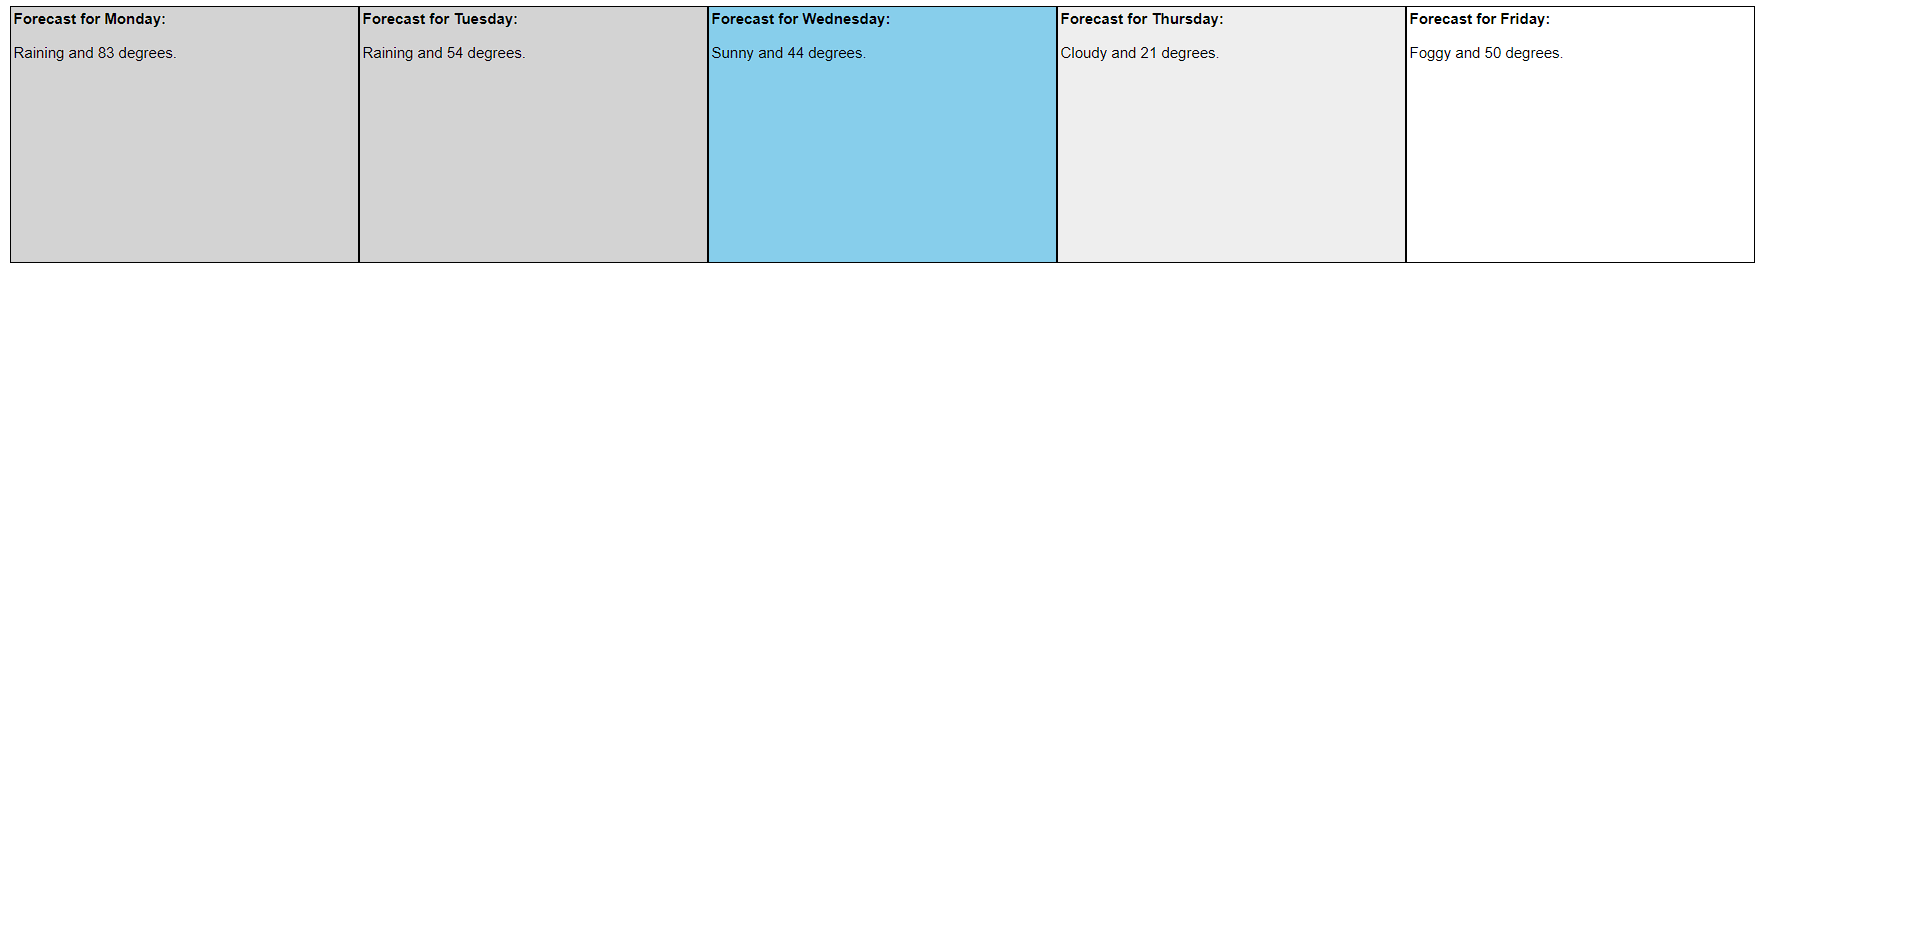 Forecast for Monday:
Raining and 83 degrees.
Forecast for Tuesday:
Raining and 54 degrees.
Forecast for Wednesday:
Sunny and 44 degrees.
Forecast for Thursday:
Cloudy and 21 degrees.
Forecast for Friday:
Foggy and 50 degrees.